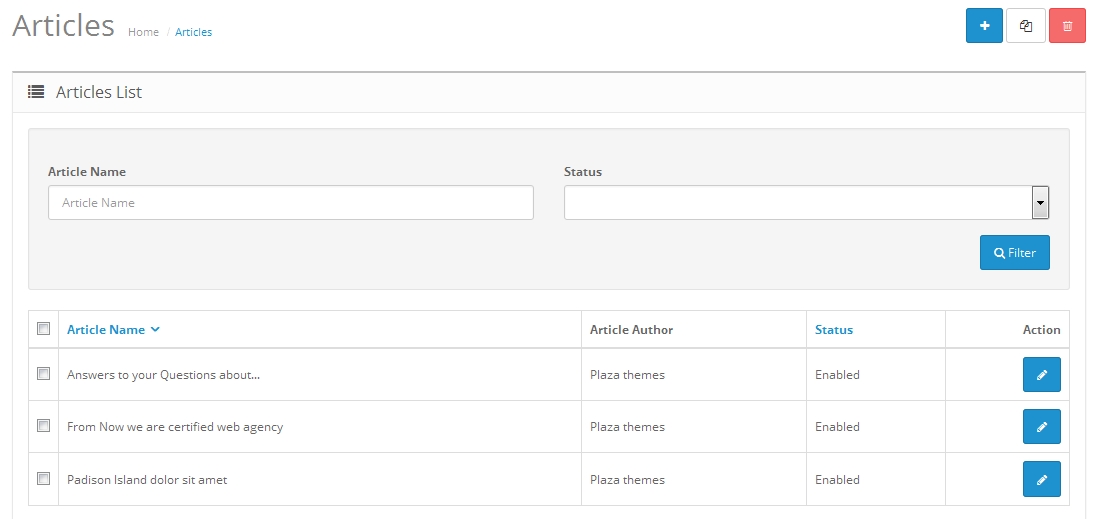 Articles Home / Articles
Articles List
Article Name Status
Article Name
Filter
Article Name Article Author Status Action
Answers to your Questions about... Plaza themes Enabled
From Now we are certified web agency Plaza themes Enabled
Padison Island dolor sit amet Plaza themes Enabled